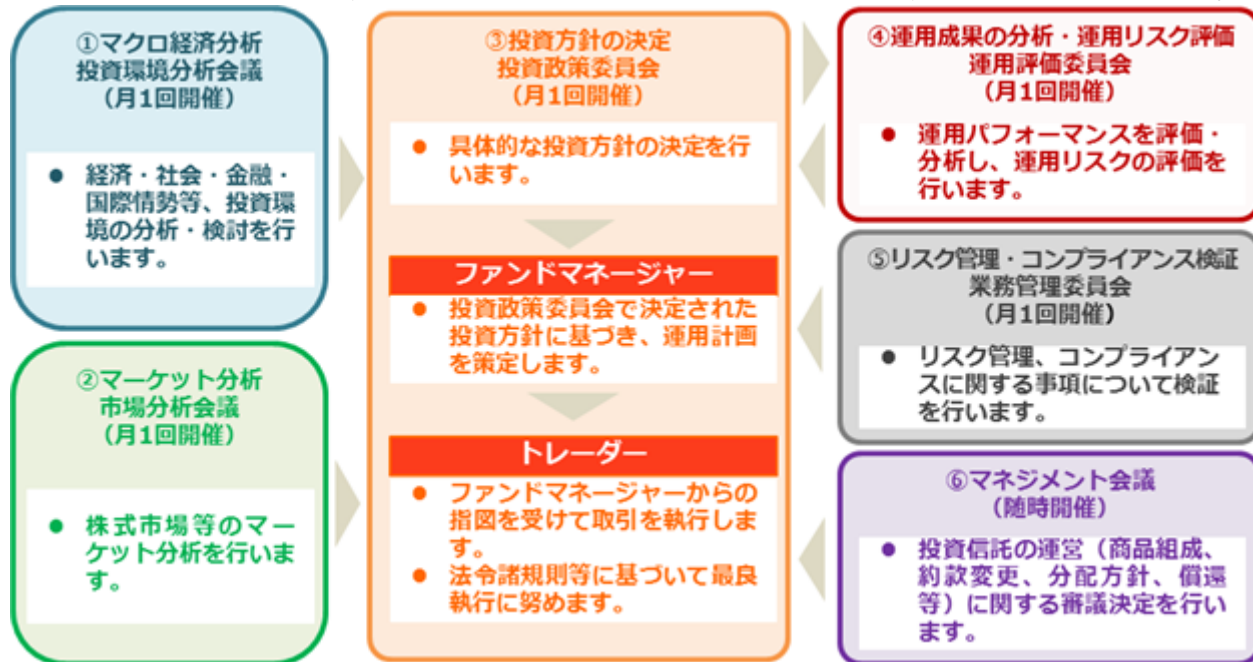 ①マクロ経済分析
投資環境分析会議
（月1回開催）
● 経済・社会・金融・
国際情勢等、投資環
境の分析・検討を行
います。
②マーケット分析
市場分析会議
（月1回開催）
● 株式市場等のマー
ケット分析を行いま
す。
③投資方針の決定
投資政策委員会
（月1回開催）
● 具体的な投資方針の決定を行
います。
ファンドマネージャー
● 投資政策委員会で決定された
投資方針に基づき、運用計画
を策定します。
トレーダー
● ファンドマネージャーからの
指図を受けて取引を執行しま
す。
● 法令諸規則等に基づいて最良
執行に努めます。
④運用成果の分析・運用リスク評価
運用評価委員会
（月1回開催）
● 運用パフォーマンスを評価・
分析し、運用リスクの評価を
行います。
⑤リスク管理・コンプライアンス検証
業務管理委員会
（月1回開催）
● リスク管理、コンプライアン
スに関する事項について検証
を行います。
⑥マネジメント会議
（随時開催）
● 投資信託の運営（商品組成、
約款変更、分配方針、償還
等）に関する審議決定を行い
ます。